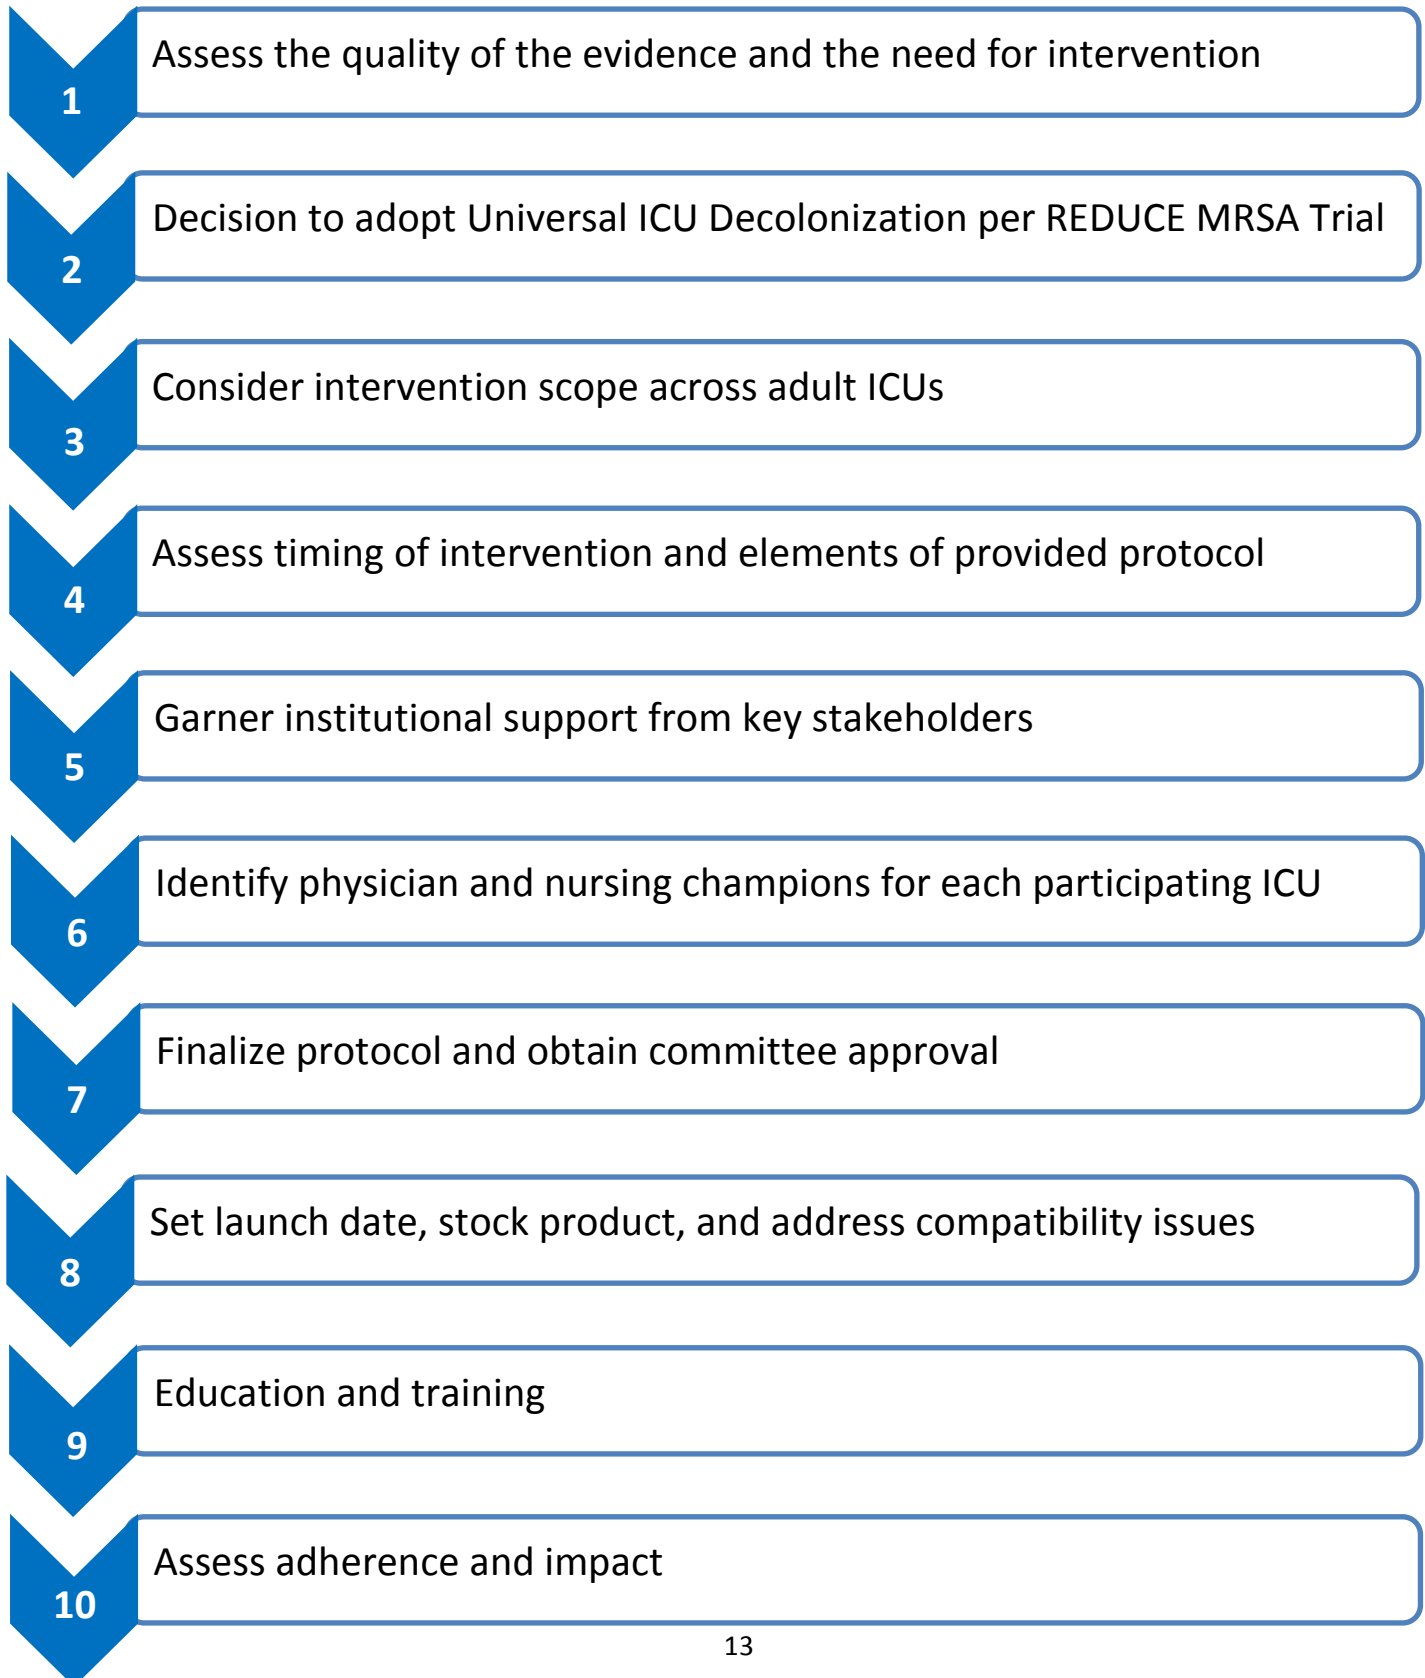 Assess the quality of the evidence and the need for intervention
1
Decision to adopt Universal ICU Decolonization per REDUCE MRSA Trial
2
Consider intervention scope across adult ICUs
3
Assess timing of intervention and elements of provided protocol
4
Garner institutional support from key stakeholders
5
Identify physician and nursing champions for each participating ICU
6
Finalize protocol and obtain committee approval
7
Set launch date, stock product, and address compatibility issues
8
Education and training
9
Assess adherence and impact
10
13